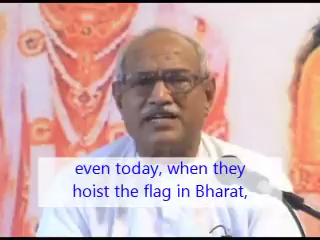 even today, when they
hoist the flag in Bharat,